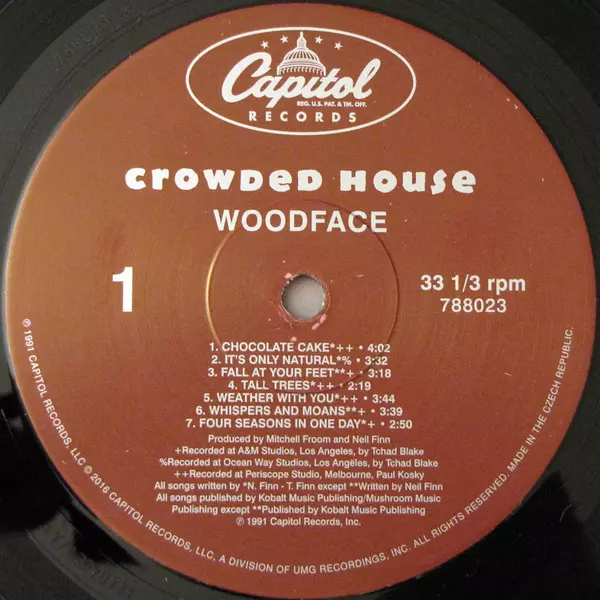 Capitol
REG. U.S. PAT. & TM. OFF.
RECORDS
CROWDED HOUSE
WOODFACE
1
33 1/3 rpm
788023
1. CHOCOLATE CAKE*++ • 4:02
2. IT'S ONLY NATURAL*% • 3:32
3. FALL AT YOUR FEET**+ • 3:18
4. TALL TREES*++ • 2:19
5. WEATHER WITH YOU*++ • 3:44
6. WHISPERS AND MOANS**+ • 3:39
7. FOUR SEASONS IN ONE DAY*+ • 2:50
Produced by Mitchell Froom and Neil Finn
+Recorded at A&M Studios, Los Angeles, by Tchad Blake
%Recorded at Ocean Way Studios, Los Angeles, by Tchad Blake
++Recorded at Periscope Studio, Melbourne, Paul Kosky
All songs written by *N. Finn - T. Finn except **Written by Neil Finn
All songs published by Kobalt Music Publishing/Mushroom Music
Publishing except **Published by Kobalt Music Publishing
℗ 1991 Capitol Records, Inc.
℗ 1991 CAPITOL RECORDS, LLC © 2016 CAPITOL RECORDS, LLC, A DIVISION OF UMG RECORDINGS, INC. ALL RIGHTS RESERVED. MADE IN THE CZECH REPUBLIC.